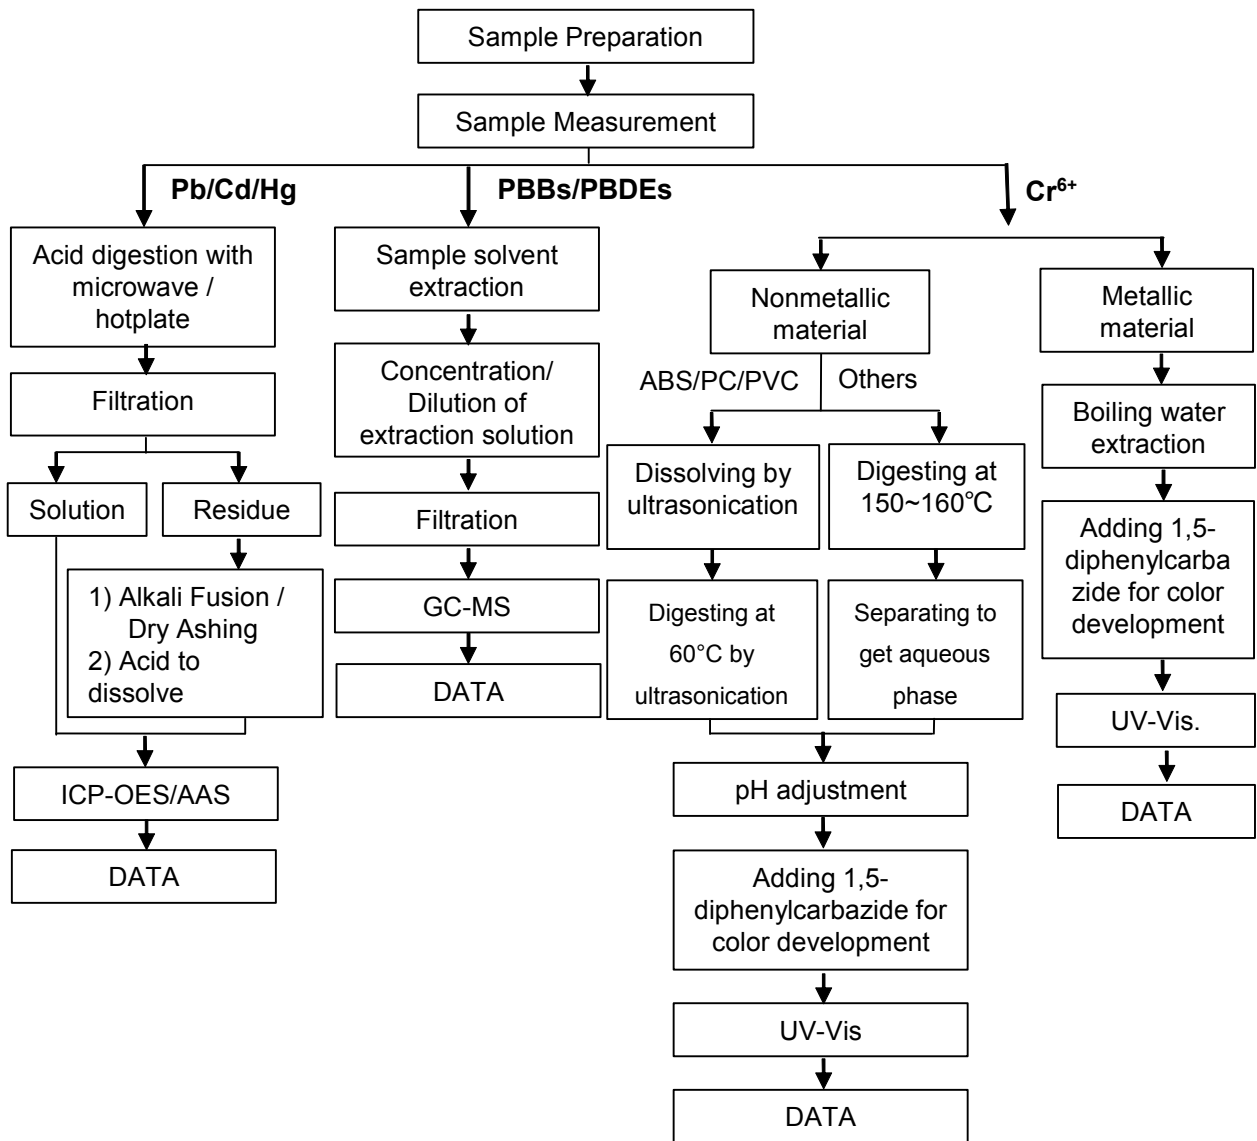 Sample Preparation
Sample Measurement
Pb/Cd/Hg
PBBs/PBDEs
Cr⁶⁺
Acid digestion with
microwave /
hotplate
Filtration
Solution
Residue
1) Alkali Fusion /
Dry Ashing
2) Acid to
dissolve
ICP-OES/AAS
DATA
Sample solvent
extraction
Concentration/
Dilution of
extraction solution
Filtration
GC-MS
DATA
Nonmetallic
material
ABS/PC/PVC
Others
Dissolving by
ultrasonication
Digesting at
60°C by
ultrasonication
Digesting at
150~160℃
Separating to
get aqueous
phase
pH adjustment
Adding 1,5-
diphenylcarbazide for
color development
UV-Vis
DATA
Metallic
material
Boiling water
extraction
Adding 1,5-
diphenylcarba
zide for color
development
UV-Vis.
DATA